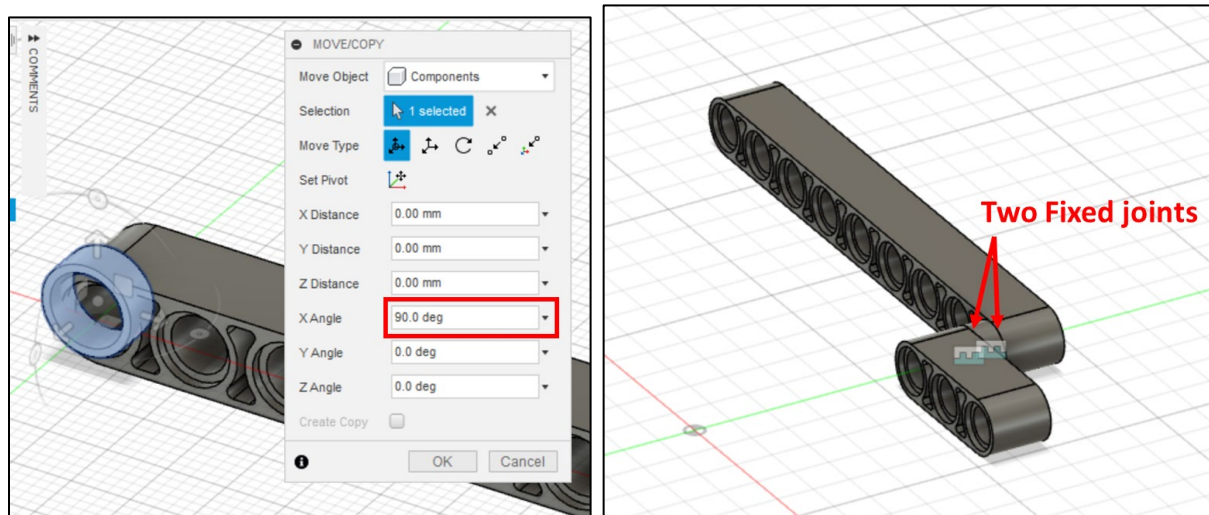 COMMENTS
MOVE/COPY
Move Object Components
Selection 1 selected
Move Type
Set Pivot
X Distance 0.00 mm
Y Distance 0.00 mm
Z Distance 0.00 mm
X Angle 90.0 deg
Y Angle 0.0 deg
Z Angle 0.0 deg
Create Copy
OK Cancel
Two Fixed joints